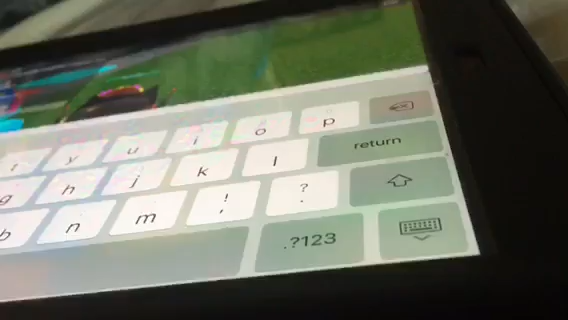 t y u i o p
g h j k l return
b n m ! , ? .
.?123